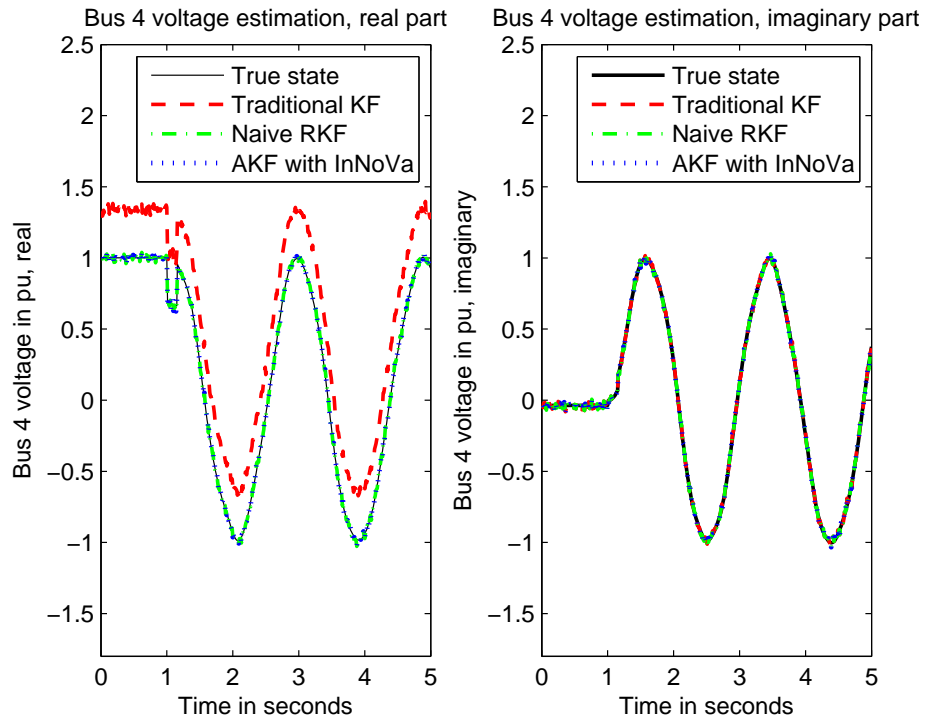 Bus 4 voltage estimation, real part
2.5
2
1.5
1
0.5
0
−0.5
−1
−1.5
0 1 2 3 4 5
Time in seconds
Bus 4 voltage in pu, real
True state
Traditional KF
Naive RKF
AKF with InNoVa
Bus 4 voltage estimation, imaginary part
2.5
2
1.5
1
0.5
0
−0.5
−1
−1.5
0 1 2 3 4 5
Time in seconds
Bus 4 voltage in pu, imaginary
True state
Traditional KF
Naive RKF
AKF with InNoVa